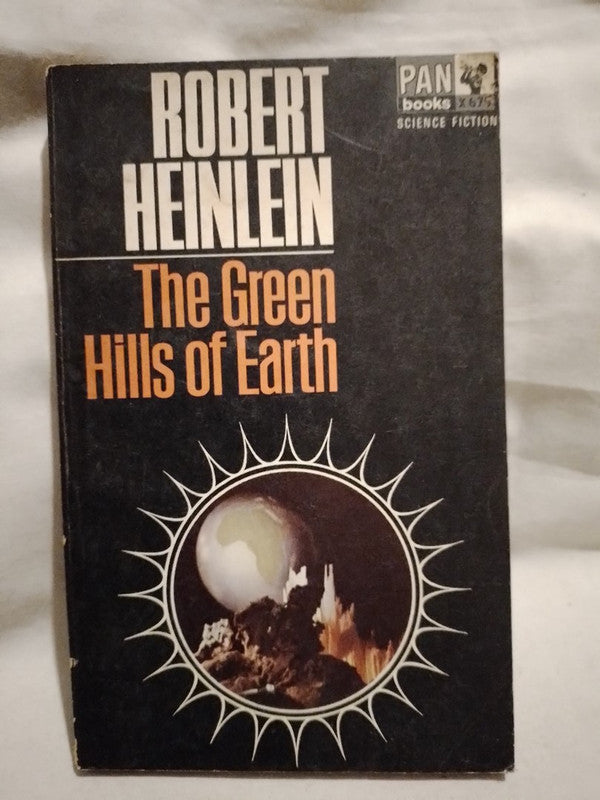 ROBERT
HEINLEIN
The Green
Hills of Earth
PAN
books
SCIENCE FICTION